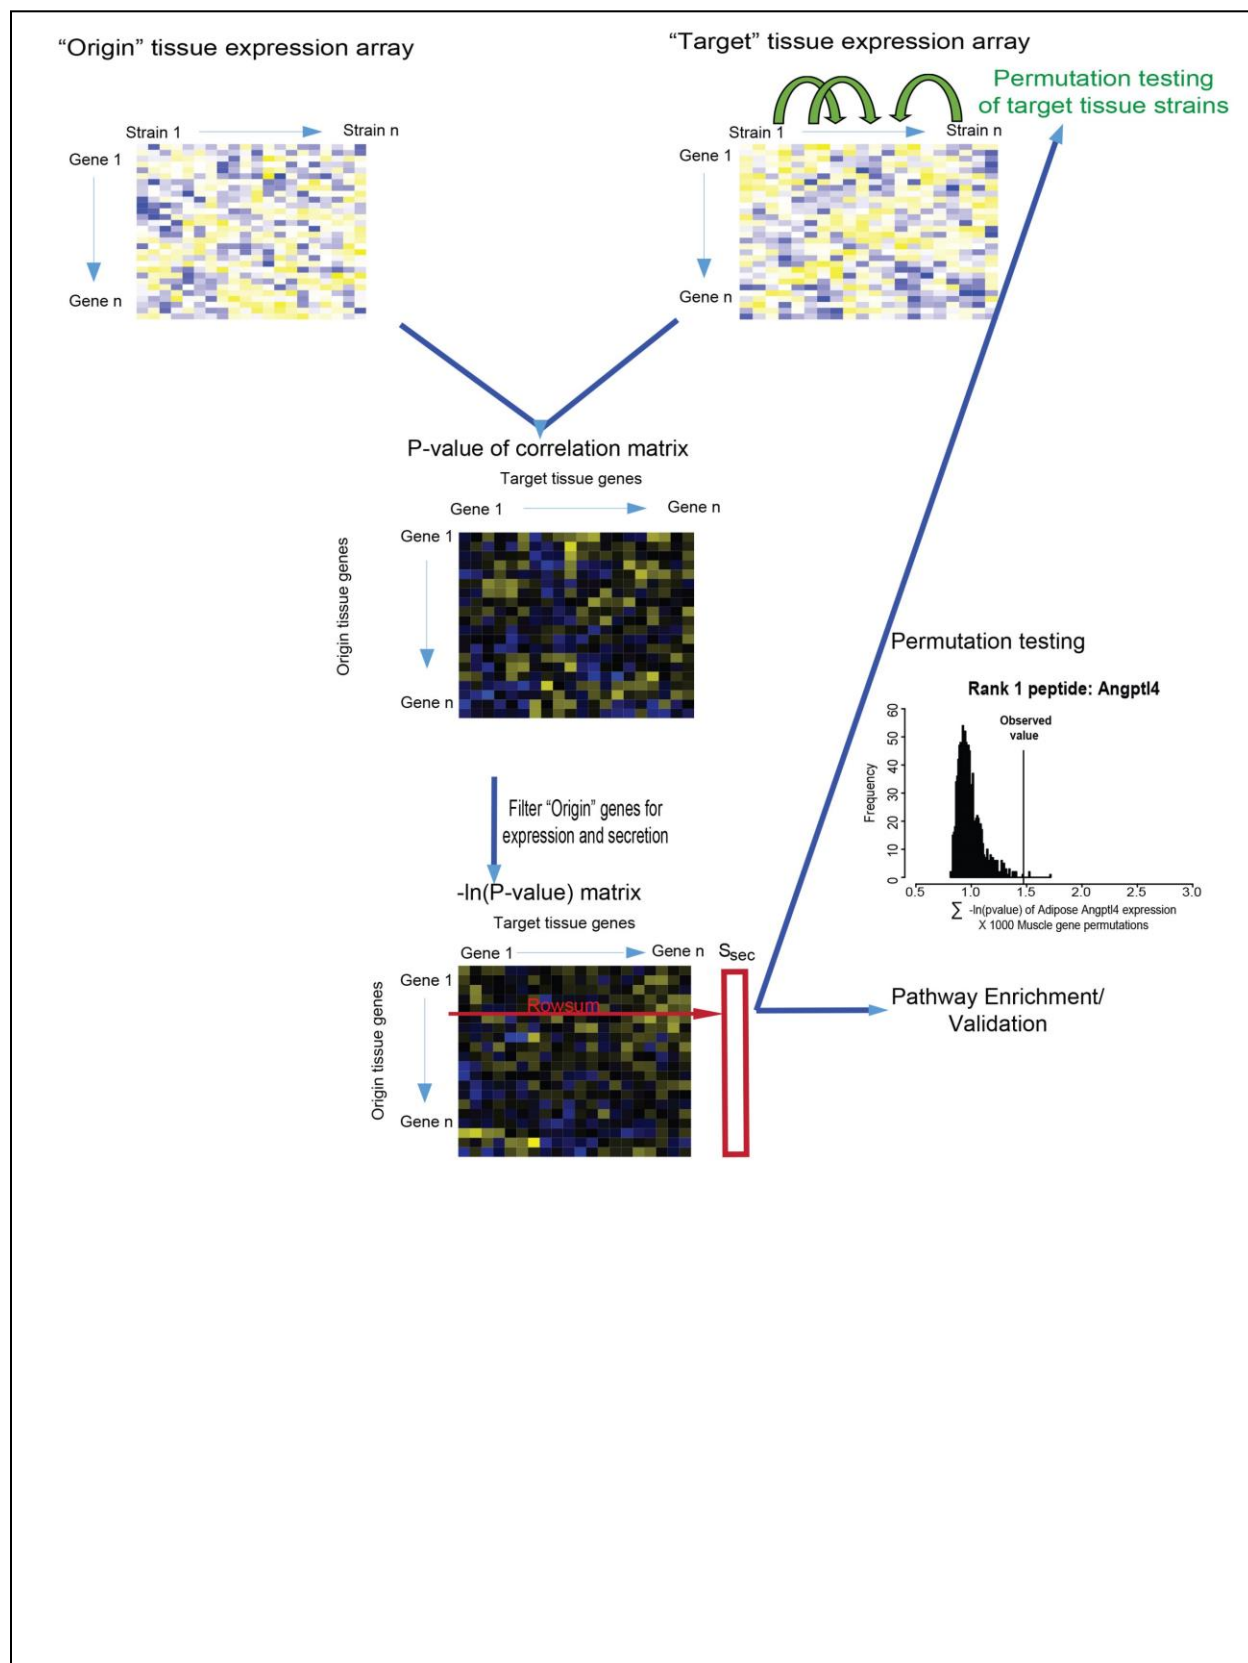 “Origin” tissue expression array
“Target” tissue expression array
Permutation testing
of target tissue strains
Strain 1
Strain n
Gene 1
Gene n
Strain 1
Strain n
Gene 1
Gene n
P-value of correlation matrix
Target tissue genes
Gene 1
Gene n
Origin tissue genes
Gene 1
Gene n
Filter “Origin” genes for
expression and secretion
-ln(P-value) matrix
Target tissue genes
Gene 1
Gene n
Ssec
Origin tissue genes
Gene 1
Gene n
Rowsum
Permutation testing
Rank 1 peptide: Angptl4
Observed
value
Frequency
60
50
40
30
20
10
0
0.5 1.0 1.5 2.0 2.5 3.0
∑ -ln(pvalue) of Adipose Angptl4 expression
X 1000 Muscle gene permutations
Pathway Enrichment/
Validation